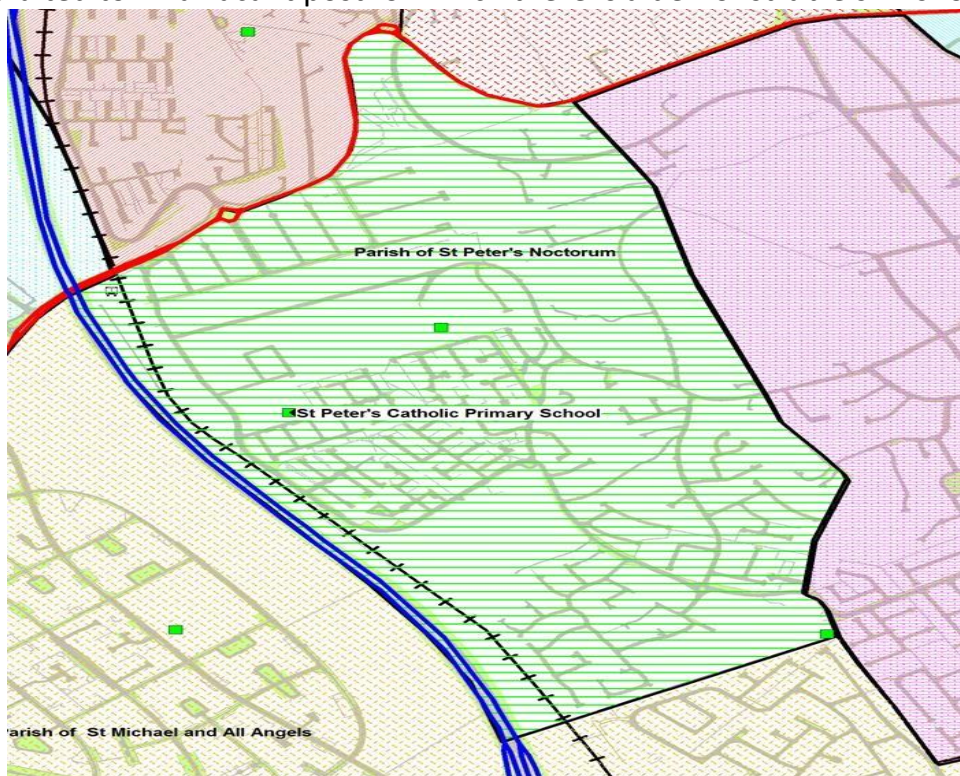 Parish of St Peter's Noctorum
St Peter's Catholic Primary School
arish of St Michael and All Angels